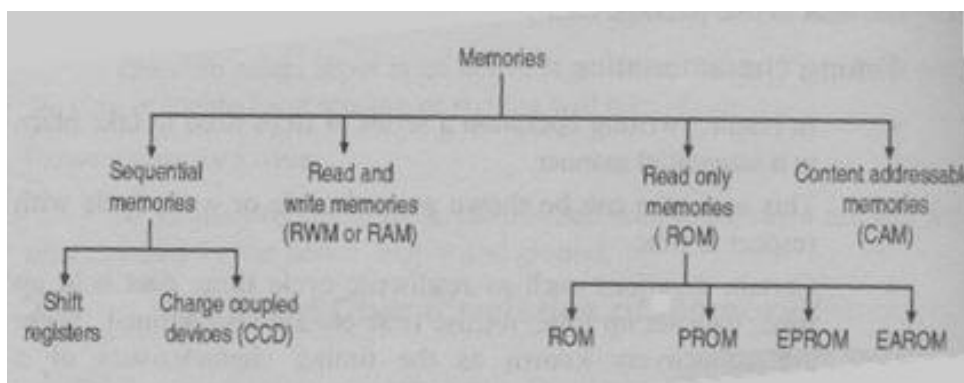 Memories
Sequential
memories
Read and
write memories
(RWM or RAM)
Read only
memories
( ROM)
Content addressable
memories
(CAM)
Shift
registers
Charge coupled
devices (CCD)
ROM
PROM
EPROM
EAROM